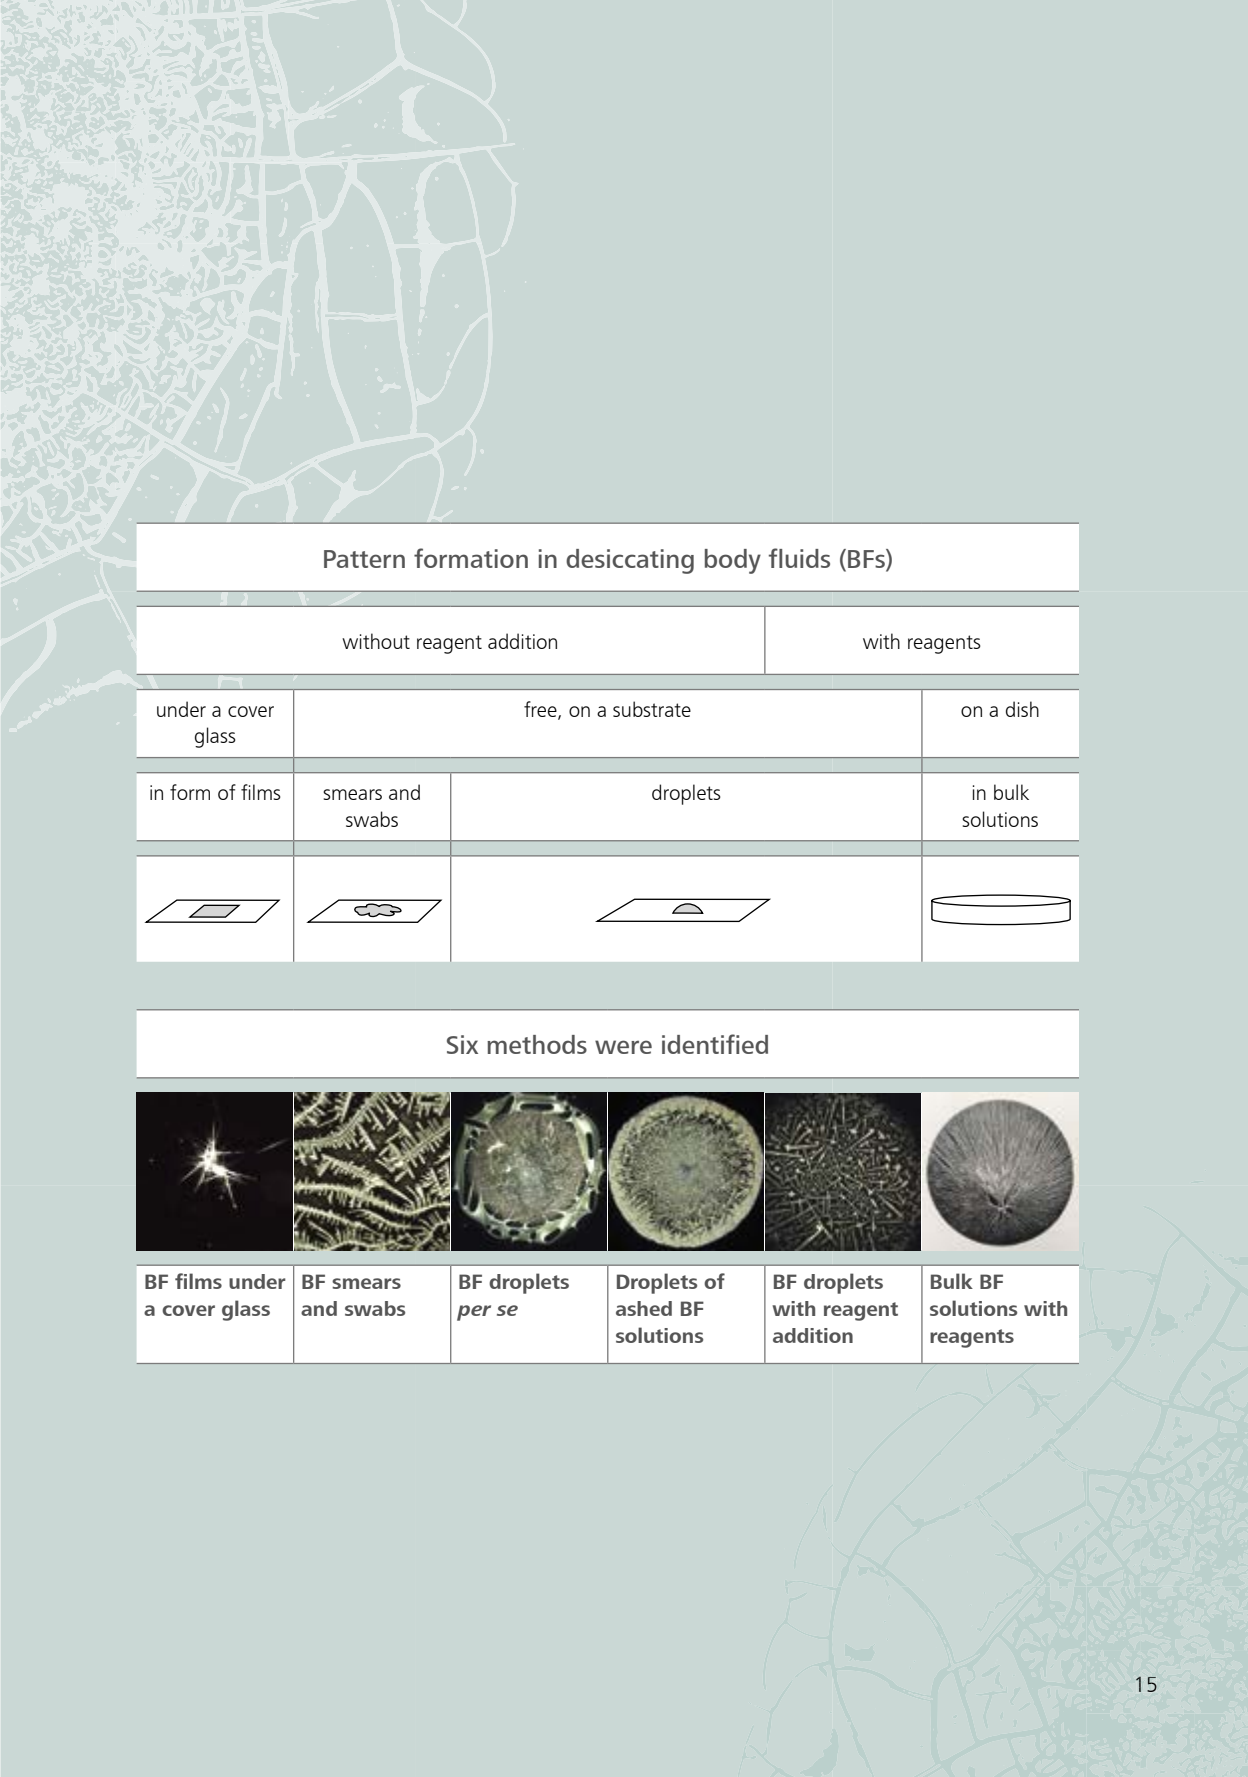 Pattern formation in desiccating body fluids (BFs)
without reagent addition
with reagents
under a cover
glass
free, on a substrate
on a dish
in form of films
smears and
swabs
droplets
in bulk
solutions
Six methods were identified
BF films under
a cover glass
BF smears
and swabs
BF droplets
per se
Droplets of
ashed BF
solutions
BF droplets
with reagent
addition
Bulk BF
solutions with
reagents
15